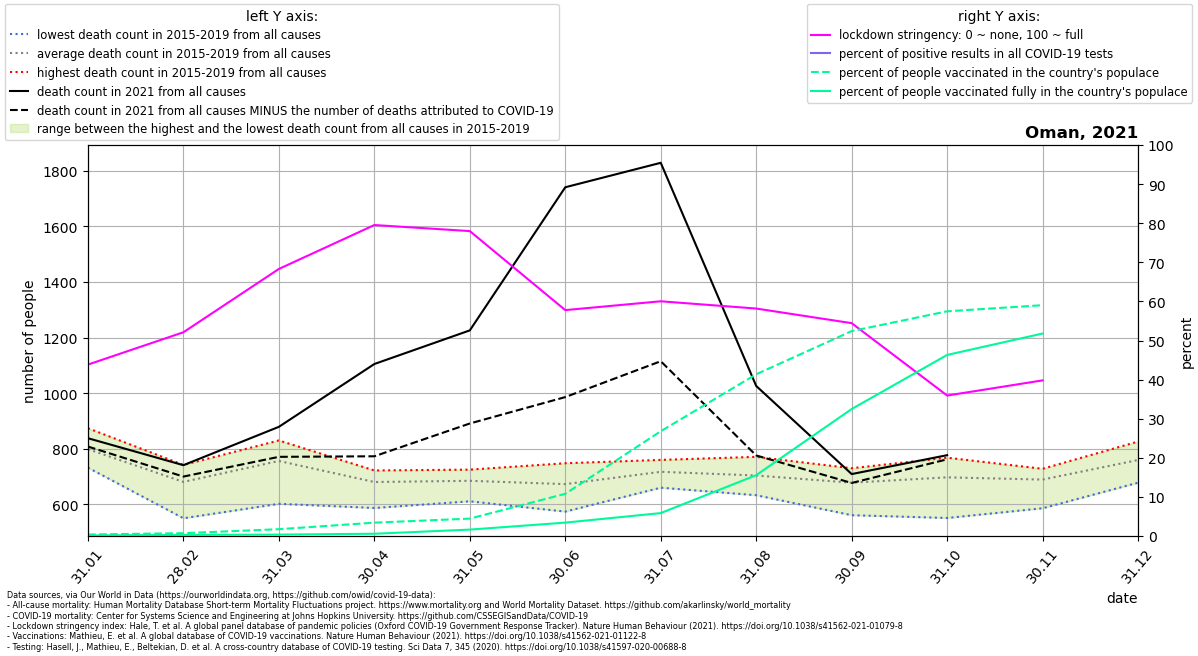 left Y axis:
lowest death count in 2015-2019 from all causes
average death count in 2015-2019 from all causes
highest death count in 2015-2019 from all causes
death count in 2021 from all causes
death count in 2021 from all causes MINUS the number of deaths attributed to COVID-19
range between the highest and the lowest death count from all causes in 2015-2019
right Y axis:
lockdown stringency: 0 ~ none, 100 ~ full
percent of positive results in all COVID-19 tests
percent of people vaccinated in the country's populace
percent of people vaccinated fully in the country's populace
Oman, 2021
number of people
1800
1600
1400
1200
1000
800
600
100
90
80
70
60
50
40
30
20
10
0
percent
31.01
28.02
31.03
30.04
31.05
30.06
31.07
31.08
30.09
31.10
30.11
31.12
date
Data sources, via Our World in Data (https://ourworldindata.org, https://github.com/owid/covid-19-data):
- All-cause mortality: Human Mortality Database Short-term Mortality Fluctuations project. https://www.mortality.org and World Mortality Dataset. https://github.com/akarlinsky/world_mortality
- COVID-19 mortality: Center for Systems Science and Engineering at Johns Hopkins University. https://github.com/CSSEGISandData/COVID-19
- Lockdown stringency index: Hale, T. et al. A global panel database of pandemic policies (Oxford COVID-19 Government Response Tracker). Nature Human Behaviour (2021). https://doi.org/10.1038/s41562-021-01079-8
- Vaccinations: Mathieu, E. et al. A global database of COVID-19 vaccinations. Nature Human Behaviour (2021). https://doi.org/10.1038/s41562-021-01122-8
- Testing: Hasell, J., Mathieu, E., Beltekian, D. et al. A cross-country database of COVID-19 testing. Sci Data 7, 345 (2020). https://doi.org/10.1038/s41597-020-00688-8